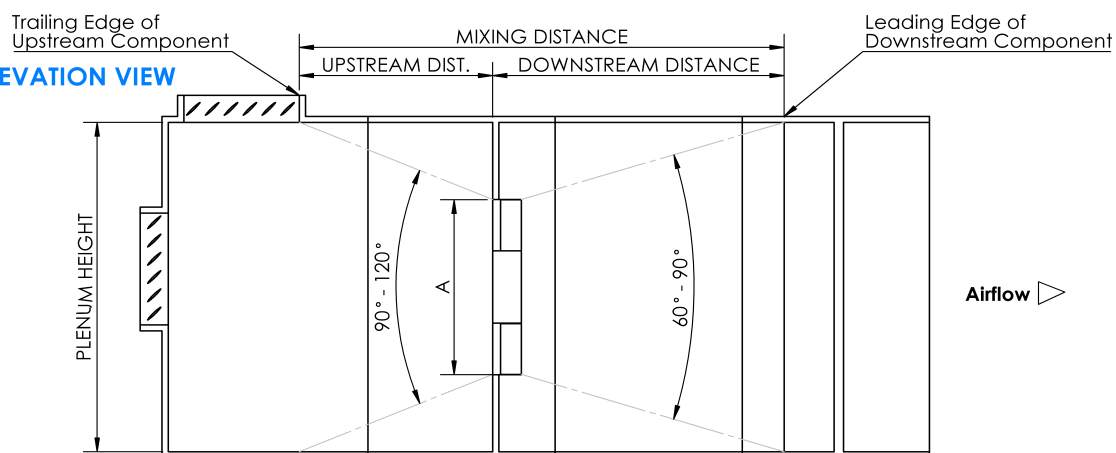 Trailing Edge of
Upstream Component
Leading Edge of
Downstream Component
MIXING DISTANCE
EVATION VIEW
UPSTREAM DIST.
DOWNSTREAM DISTANCE
PLENUM HEIGHT
90° - 120°
A
60° - 90°
Airflow